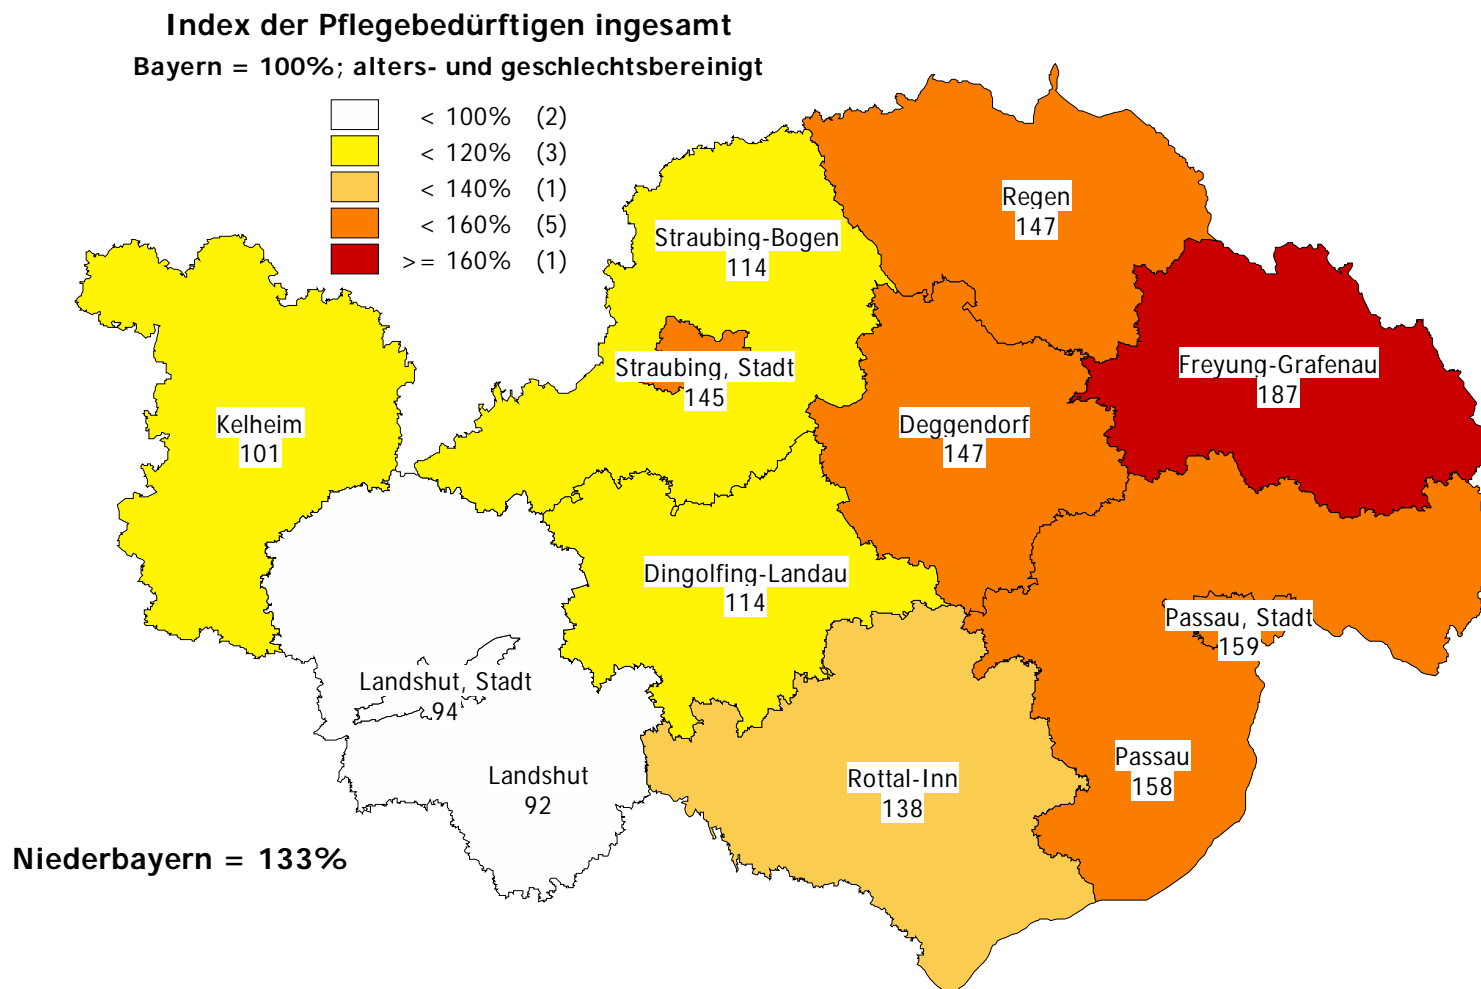 Index der Pflegebedürftigen ingesamt
Bayern = 100%; alters- und geschlechtsbereinigt
< 100% (2)
< 120% (3)
< 140% (1)
< 160% (5)
>= 160% (1)
Regen
147
Straubing-Bogen
114
Freyung-Grafenau
187
Straubing, Stadt
145
Kelheim
101
Deggendorf
147
Dingolfing-Landau
114
Passau, Stadt
159
Landshut, Stadt
94
Passau
158
Landshut
92
Rottal-Inn
138
Niederbayern = 133%